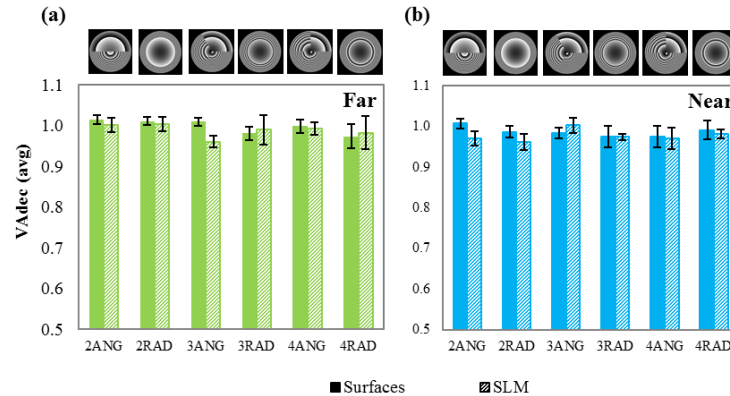 (a)
(b)
VAdec (avg)
1.1
1.0
0.9
0.8
0.7
0.6
0.5
Far
2ANG 2RAD 3ANG 3RAD 4ANG 4RAD
1.1
1.0
0.9
0.8
0.7
0.6
0.5
Near
2ANG 2RAD 3ANG 3RAD 4ANG 4RAD
Surfaces SLM